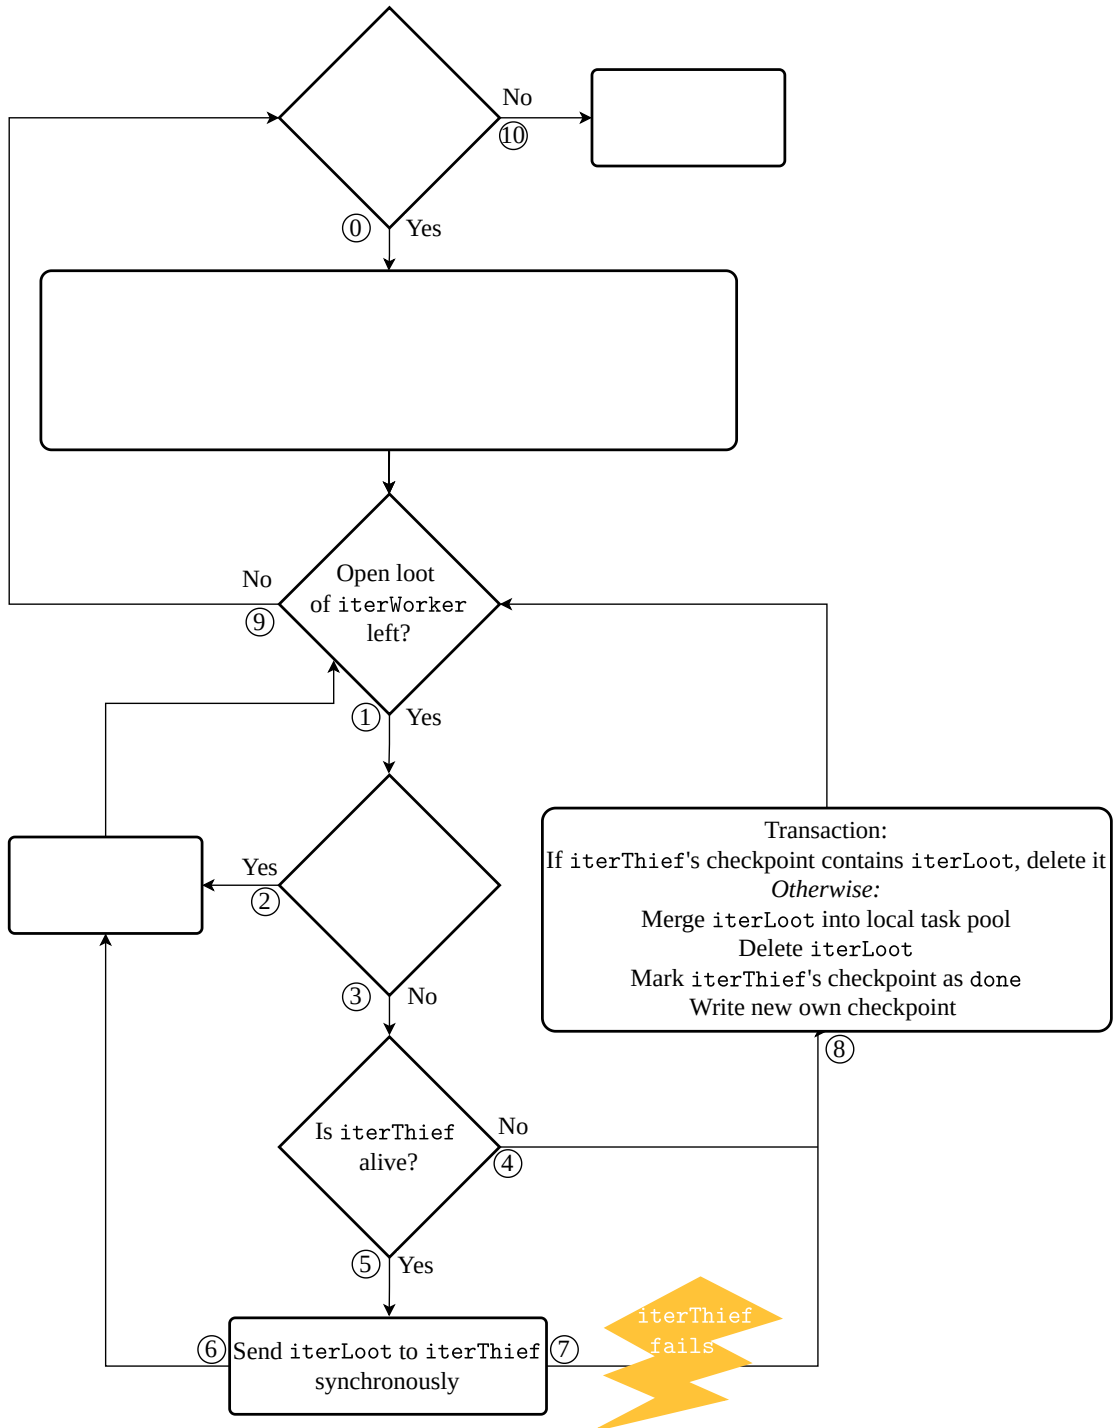 No
⑩
⓪
Yes
No
⑨
Open loot
of iterWorker
left?
①
Yes
Yes
②
Transaction:
If iterThief's checkpoint contains iterLoot, delete it
Otherwise:
Merge iterLoot into local task pool
Delete iterLoot
Mark iterThief's checkpoint as done
Write new own checkpoint
③
No
⑧
Is iterThief
alive?
No
④
⑤
Yes
⑥
Send iterLoot to iterThief
synchronously
⑦
iterThief
fails